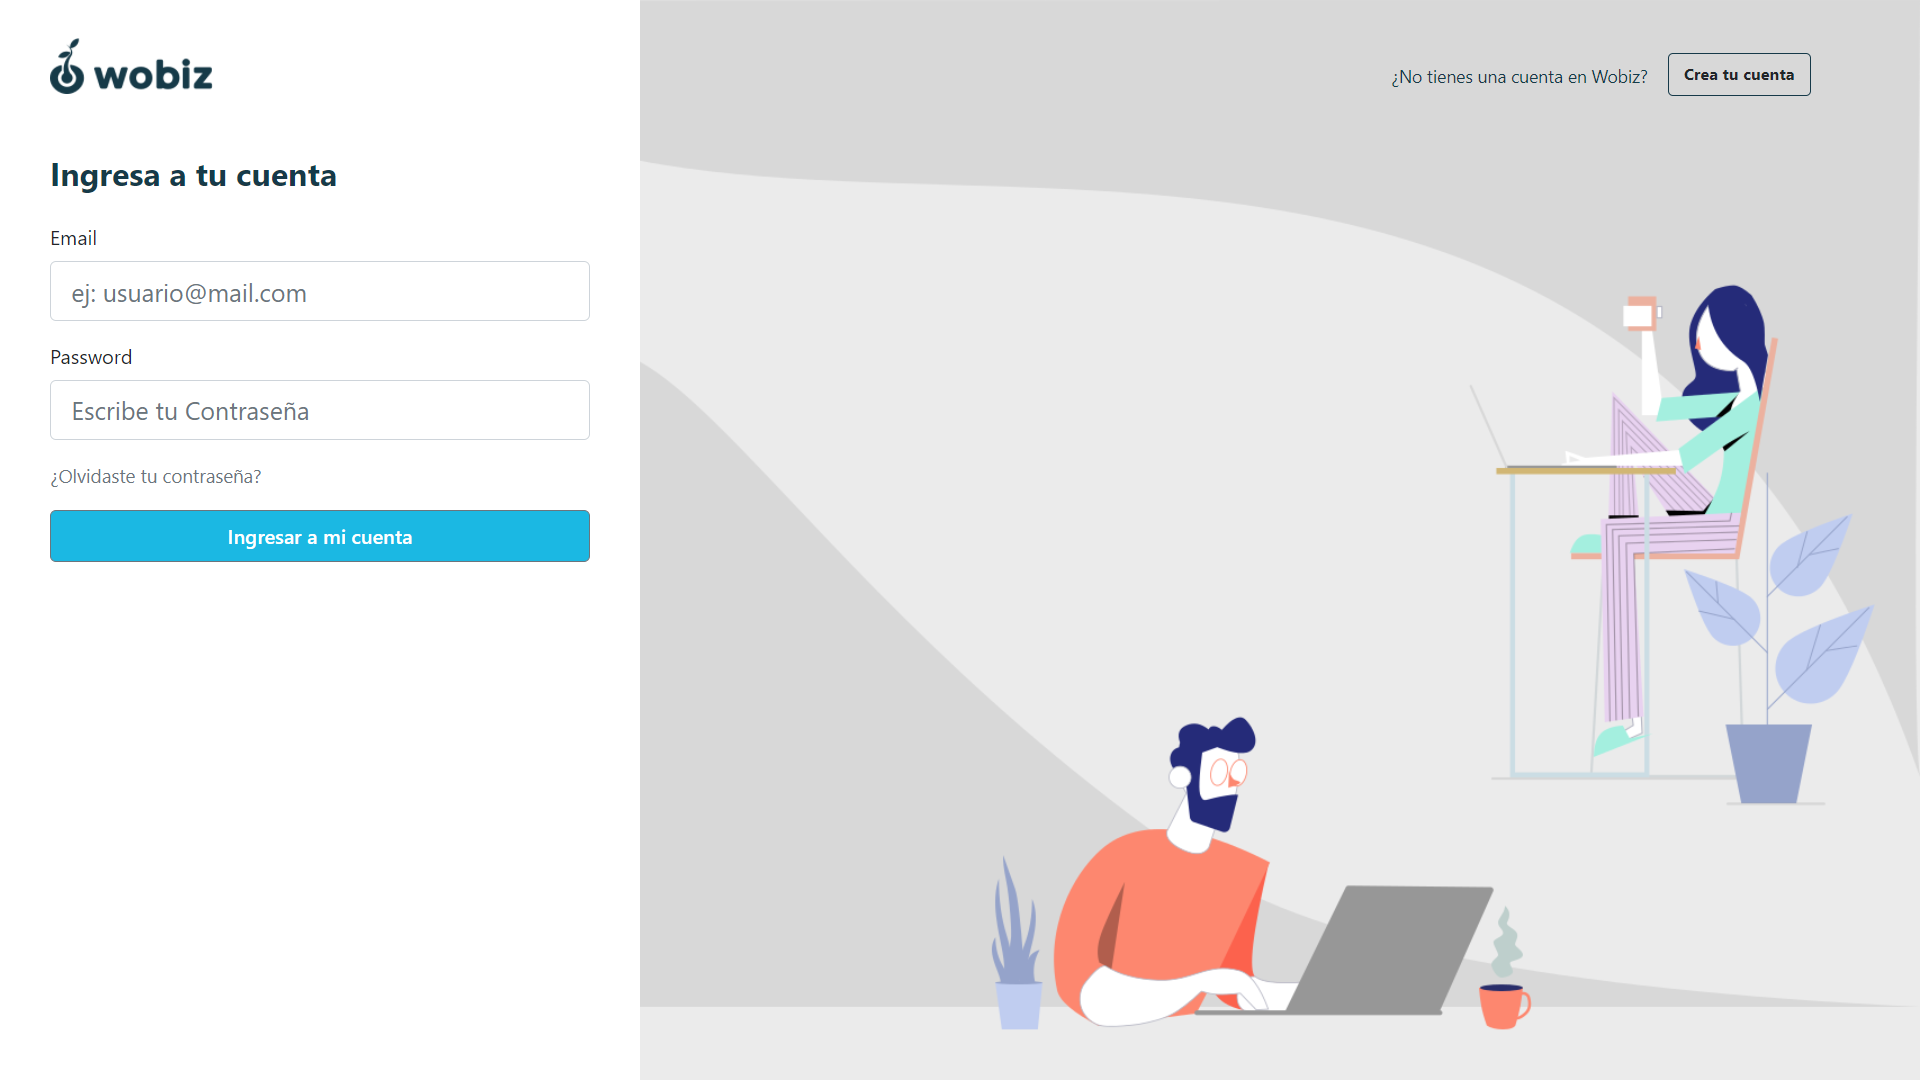 wobiz
¿No tienes una cuenta en Wobiz?
Crea tu cuenta
Ingresa a tu cuenta
Email
ej: usuario@mail.com
Password
Escribe tu Contraseña
¿Olvidaste tu contraseña?
Ingresar a mi cuenta